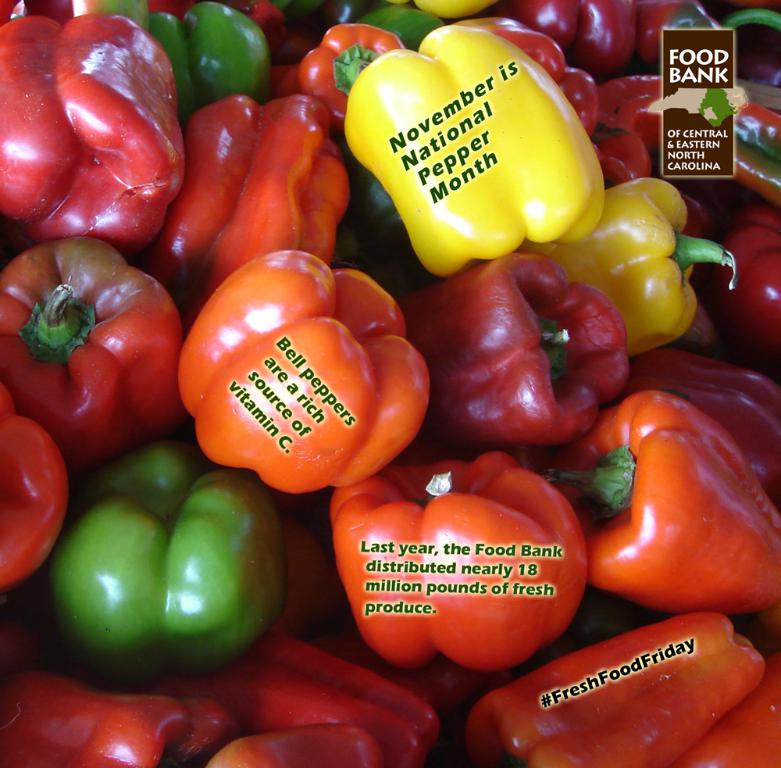 FOOD
BANK
OF CENTRAL
& EASTERN
NORTH
CAROLINA
November is
National
Pepper
Month
Bell peppers
are a rich
source of
vitamin C.
Last year, the Food Bank
distributed nearly 18
million pounds of fresh
produce.
#FreshFoodFriday